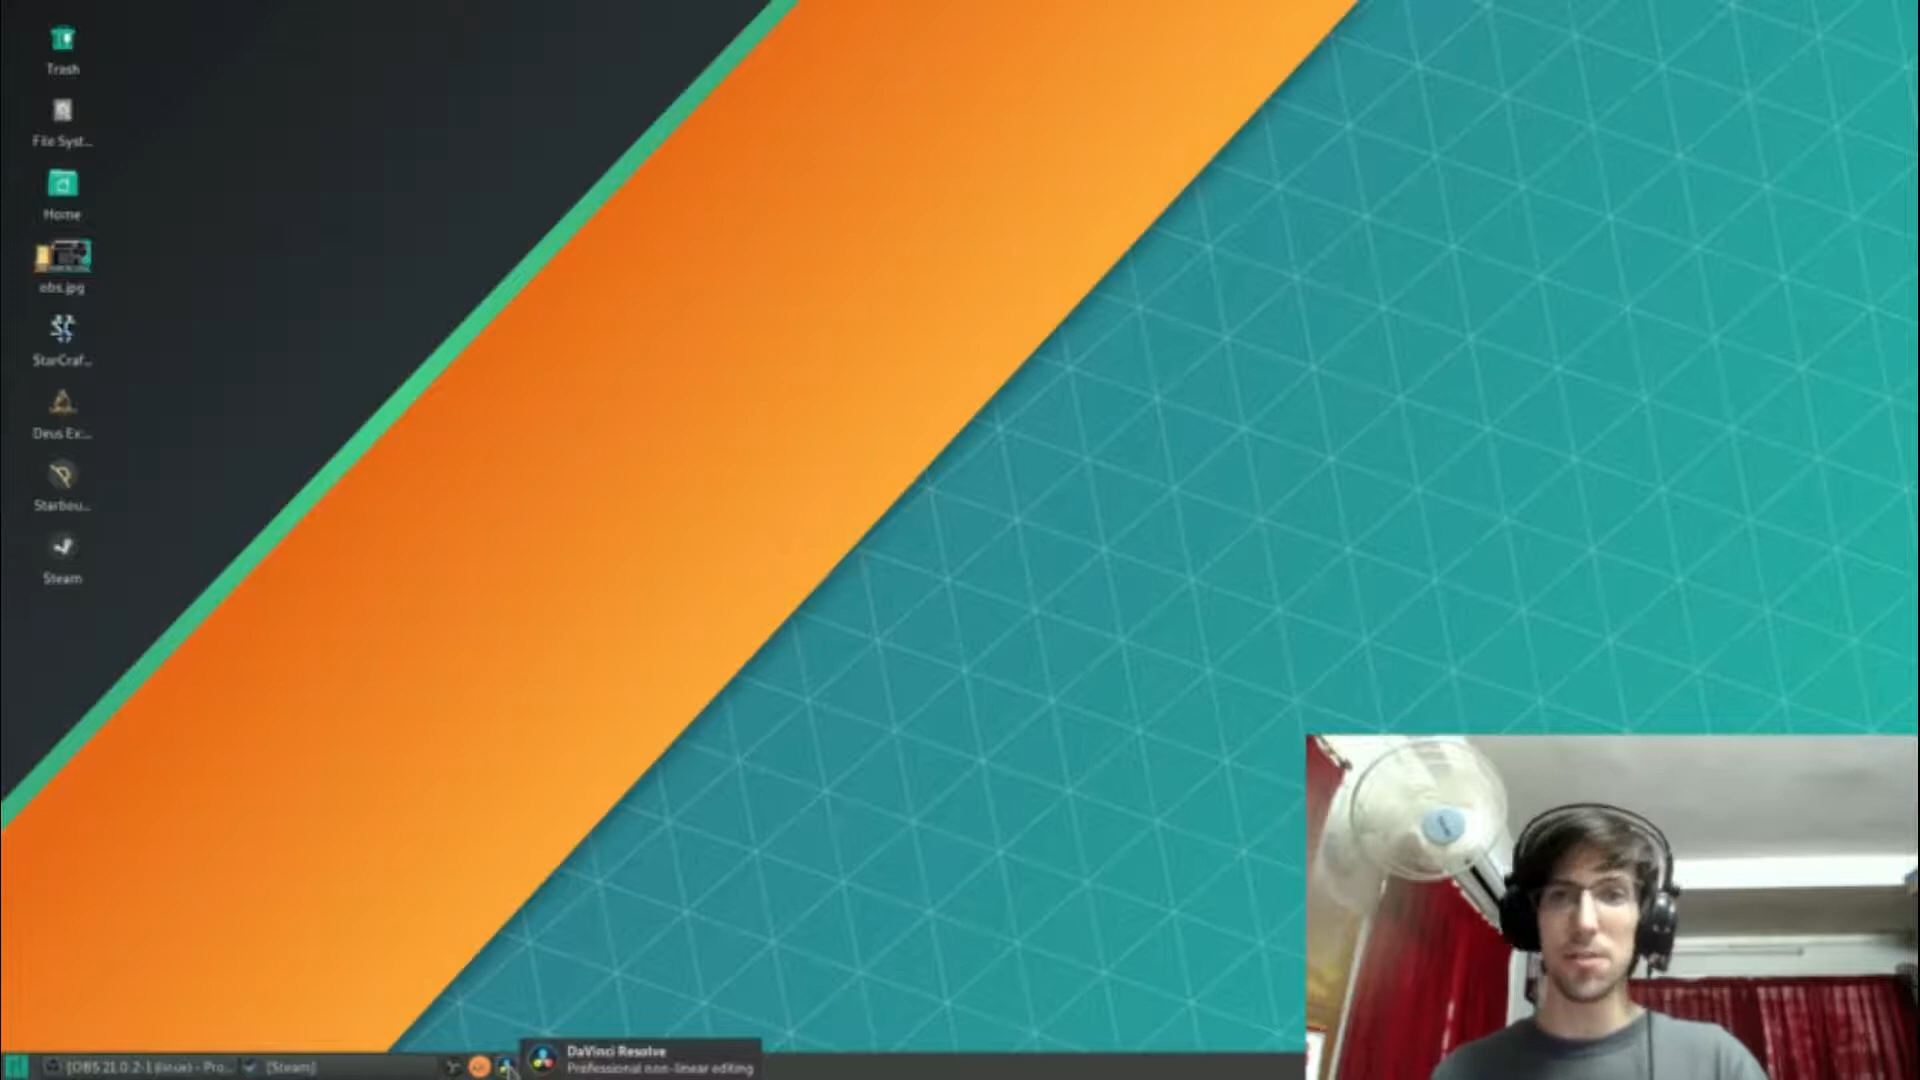 Trash
File Syst...
Home
obs.jpg
StarCraf...
Deus Ex:...
Starbou...
Steam
[OBS 21.0.2-1 (linux) - Pro...
[Steam]
DaVinci Resolve
Professional non-linear editing